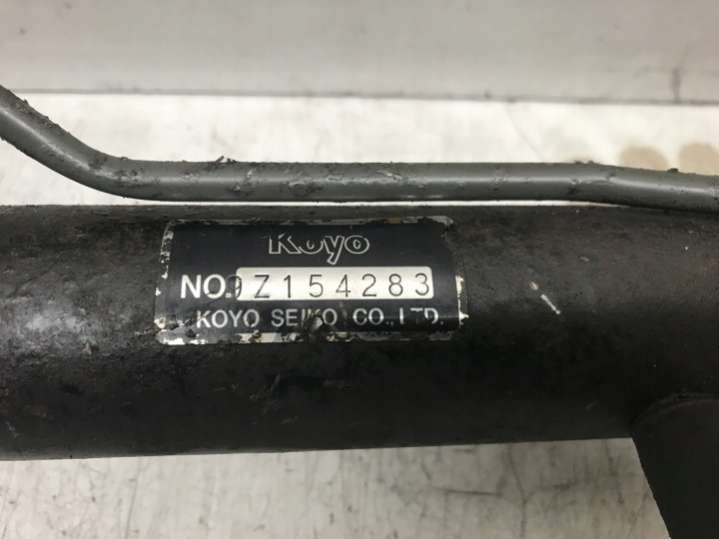 Koyo
NO.9Z154283
KOYO SEIKO CO., LTD.